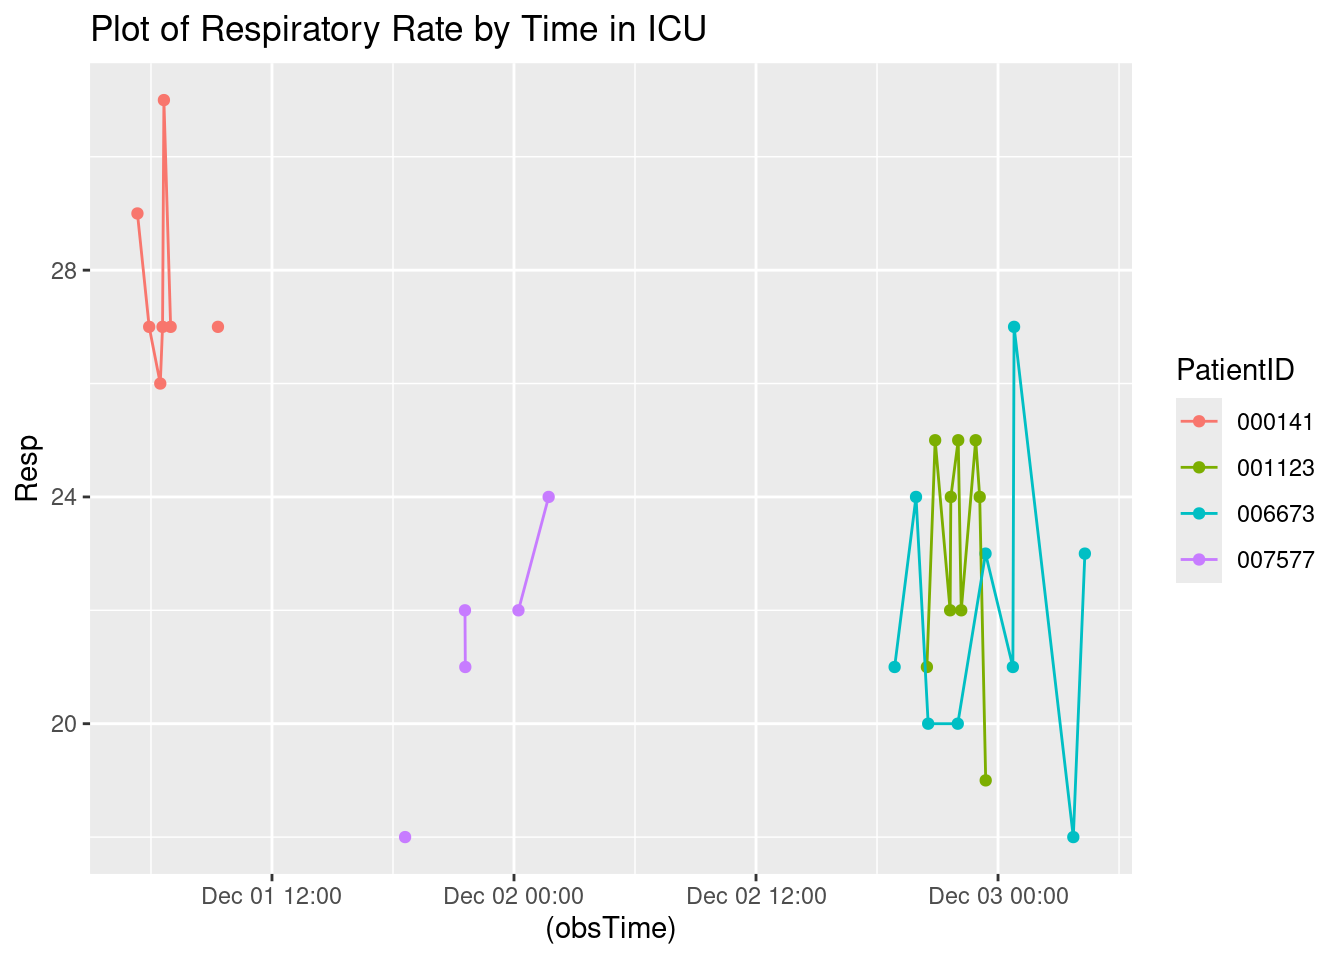 Plot of Respiratory Rate by Time in ICU
Resp
28
24
20
Dec 01 12:00 Dec 02 00:00 Dec 02 12:00 Dec 03 00:00
(obsTime)
PatientID
000141
001123
006673
007577